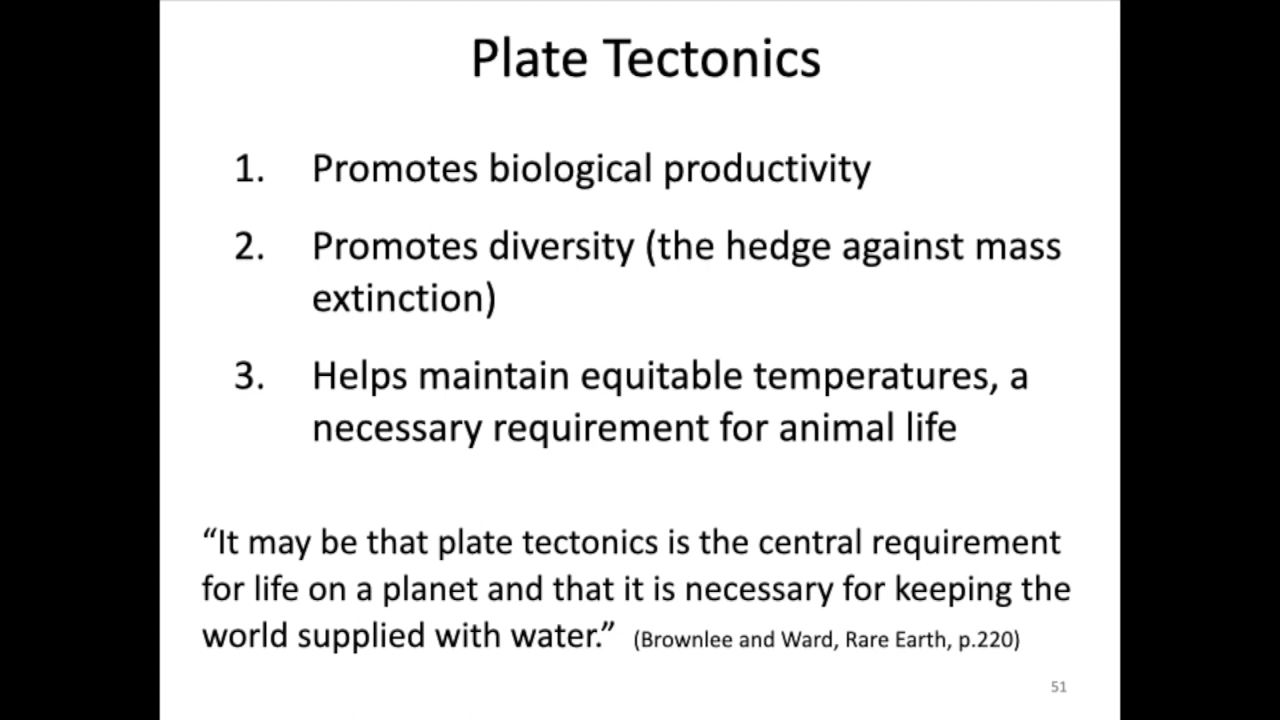 Plate Tectonics
1. Promotes biological productivity
2. Promotes diversity (the hedge against mass
extinction)
3. Helps maintain equitable temperatures, a
necessary requirement for animal life
“It may be that plate tectonics is the central requirement
for life on a planet and that it is necessary for keeping the
world supplied with water.” (Brownlee and Ward, Rare Earth, p.220)
51